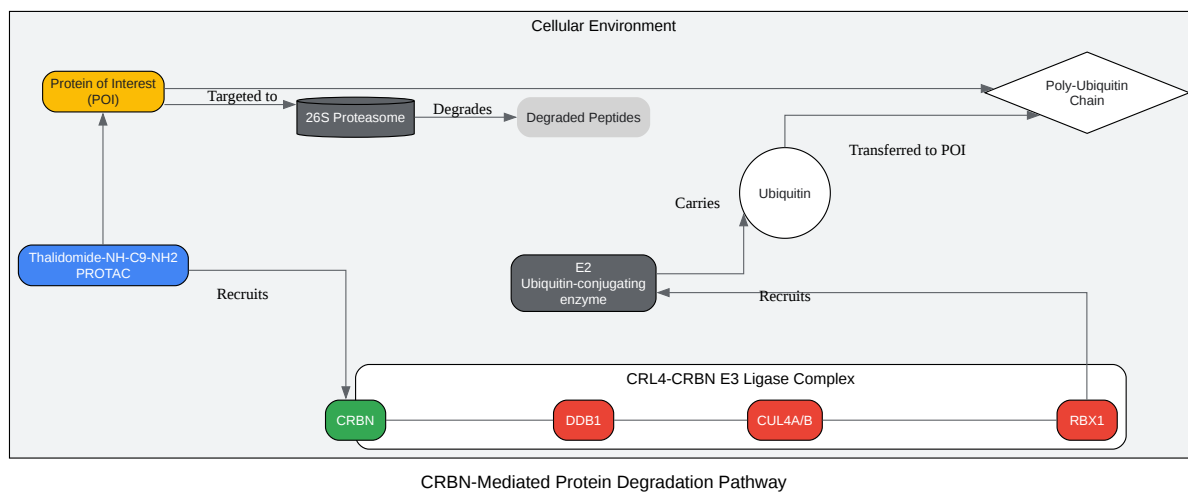 Cellular Environment
Protein of Interest
(POI)
Targeted to
26S Proteasome
Degrades
Degraded Peptides
Poly-Ubiquitin
Chain
Transferred to POI
Ubiquitin
Carries
Thalidomide-NH-C9-NH2
PROTAC
Recruits
E2
Ubiquitin-conjugating
enzyme
Recruits
CRL4-CRBN E3 Ligase Complex
CRBN
DDB1
CUL4A/B
RBX1
CRBN-Mediated Protein Degradation Pathway